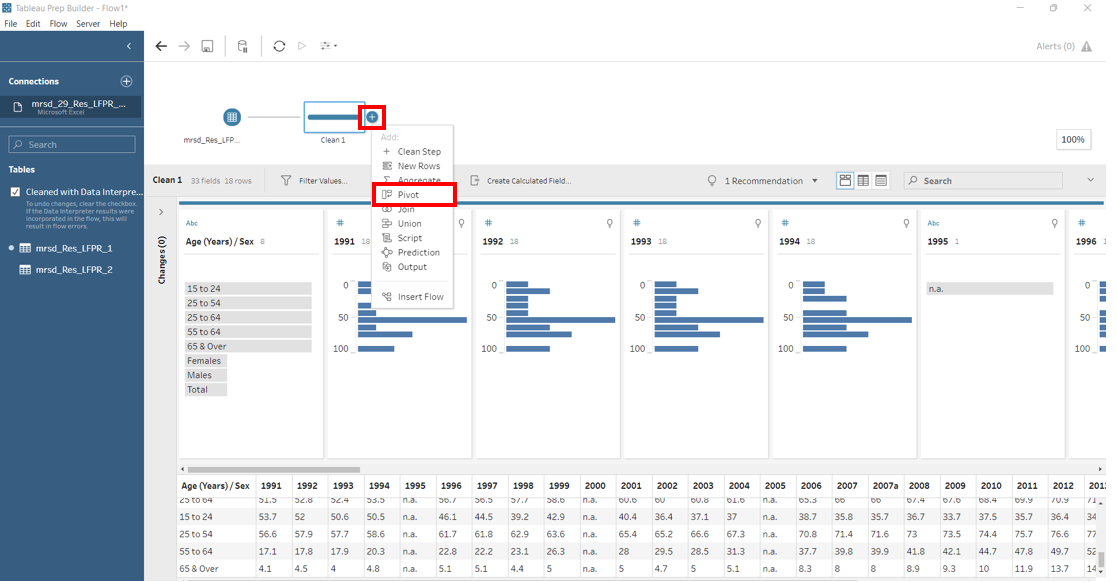 Tableau Prep Builder - Flow1*
File Edit Flow Server Help
Alerts (0)
Connections
mrsd_29_Res_LFPR_...
Microsoft Excel
Search
Tables
Cleaned with Data Interpre...
To undo changes, clear the checkbox.
If the Data Interpreter results were
incorporated in the flow, this will
result in flow errors.
mrsd_Res_LFPR_1
mrsd_Res_LFPR_2
mrsd_Res_LFP...
Clean 1
100%
Add:
Clean Step
New Rows
Aggregate
Pivot
Join
Union
Script
Prediction
Output
Insert Flow
Clean 1 33 fields 18 rows Filter Values... Create Calculated Field... 1 Recommendation Search
Changes (0)
Abc
Age (Years) / Sex 8
15 to 24
25 to 54
25 to 64
55 to 64
65 & Over
Females
Males
Total
#
1991 18
0
50
100
#
1992 18
0
50
100
#
1993 18
0
50
100
#
1994 18
0
50
100
Abc
1995 1
n.a.
#
1996
0
50
100
Age (Years) / Sex 1991 1992 1993 1994 1995 1996 1997 1998 1999 2000 2001 2002 2003 2004 2005 2006 2007 2007a 2008 2009 2010 2011 2012 2013
25 to 64 51.5 52.8 52.4 53.5 n.a. 56.7 56.5 57.7 58.6 n.a. 60.6 60 60.8 61.6 n.a. 65.3 66 66 67.4 67.6 68.4 69.9 70.9 71
15 to 24 53.7 52 50.6 50.5 n.a. 46.1 44.5 39.2 42.9 n.a. 40.4 36.4 37.1 37 n.a. 38.7 35.8 35.7 36.7 33.7 37.5 35.7 36.4 34
25 to 54 56.6 57.9 57.7 58.6 n.a. 61.7 61.8 62.9 63.6 n.a. 65.4 65.2 66.6 67.3 n.a. 70.8 71.4 71.6 73 73.5 74.4 75.7 76.6 77
55 to 64 17.1 17.8 17.9 20.3 n.a. 22.8 22.2 23.1 26.3 n.a. 28 29.5 28.5 31.3 n.a. 37.7 39.8 39.9 41.8 42.1 44.7 47.8 49.7 52
65 & Over 4.1 4.5 4 4.8 n.a. 5.1 5.1 4.4 5 n.a. 5 4.7 5 5.1 n.a. 8.3 8 8 8.9 9.3 10 11.9 13.7 14